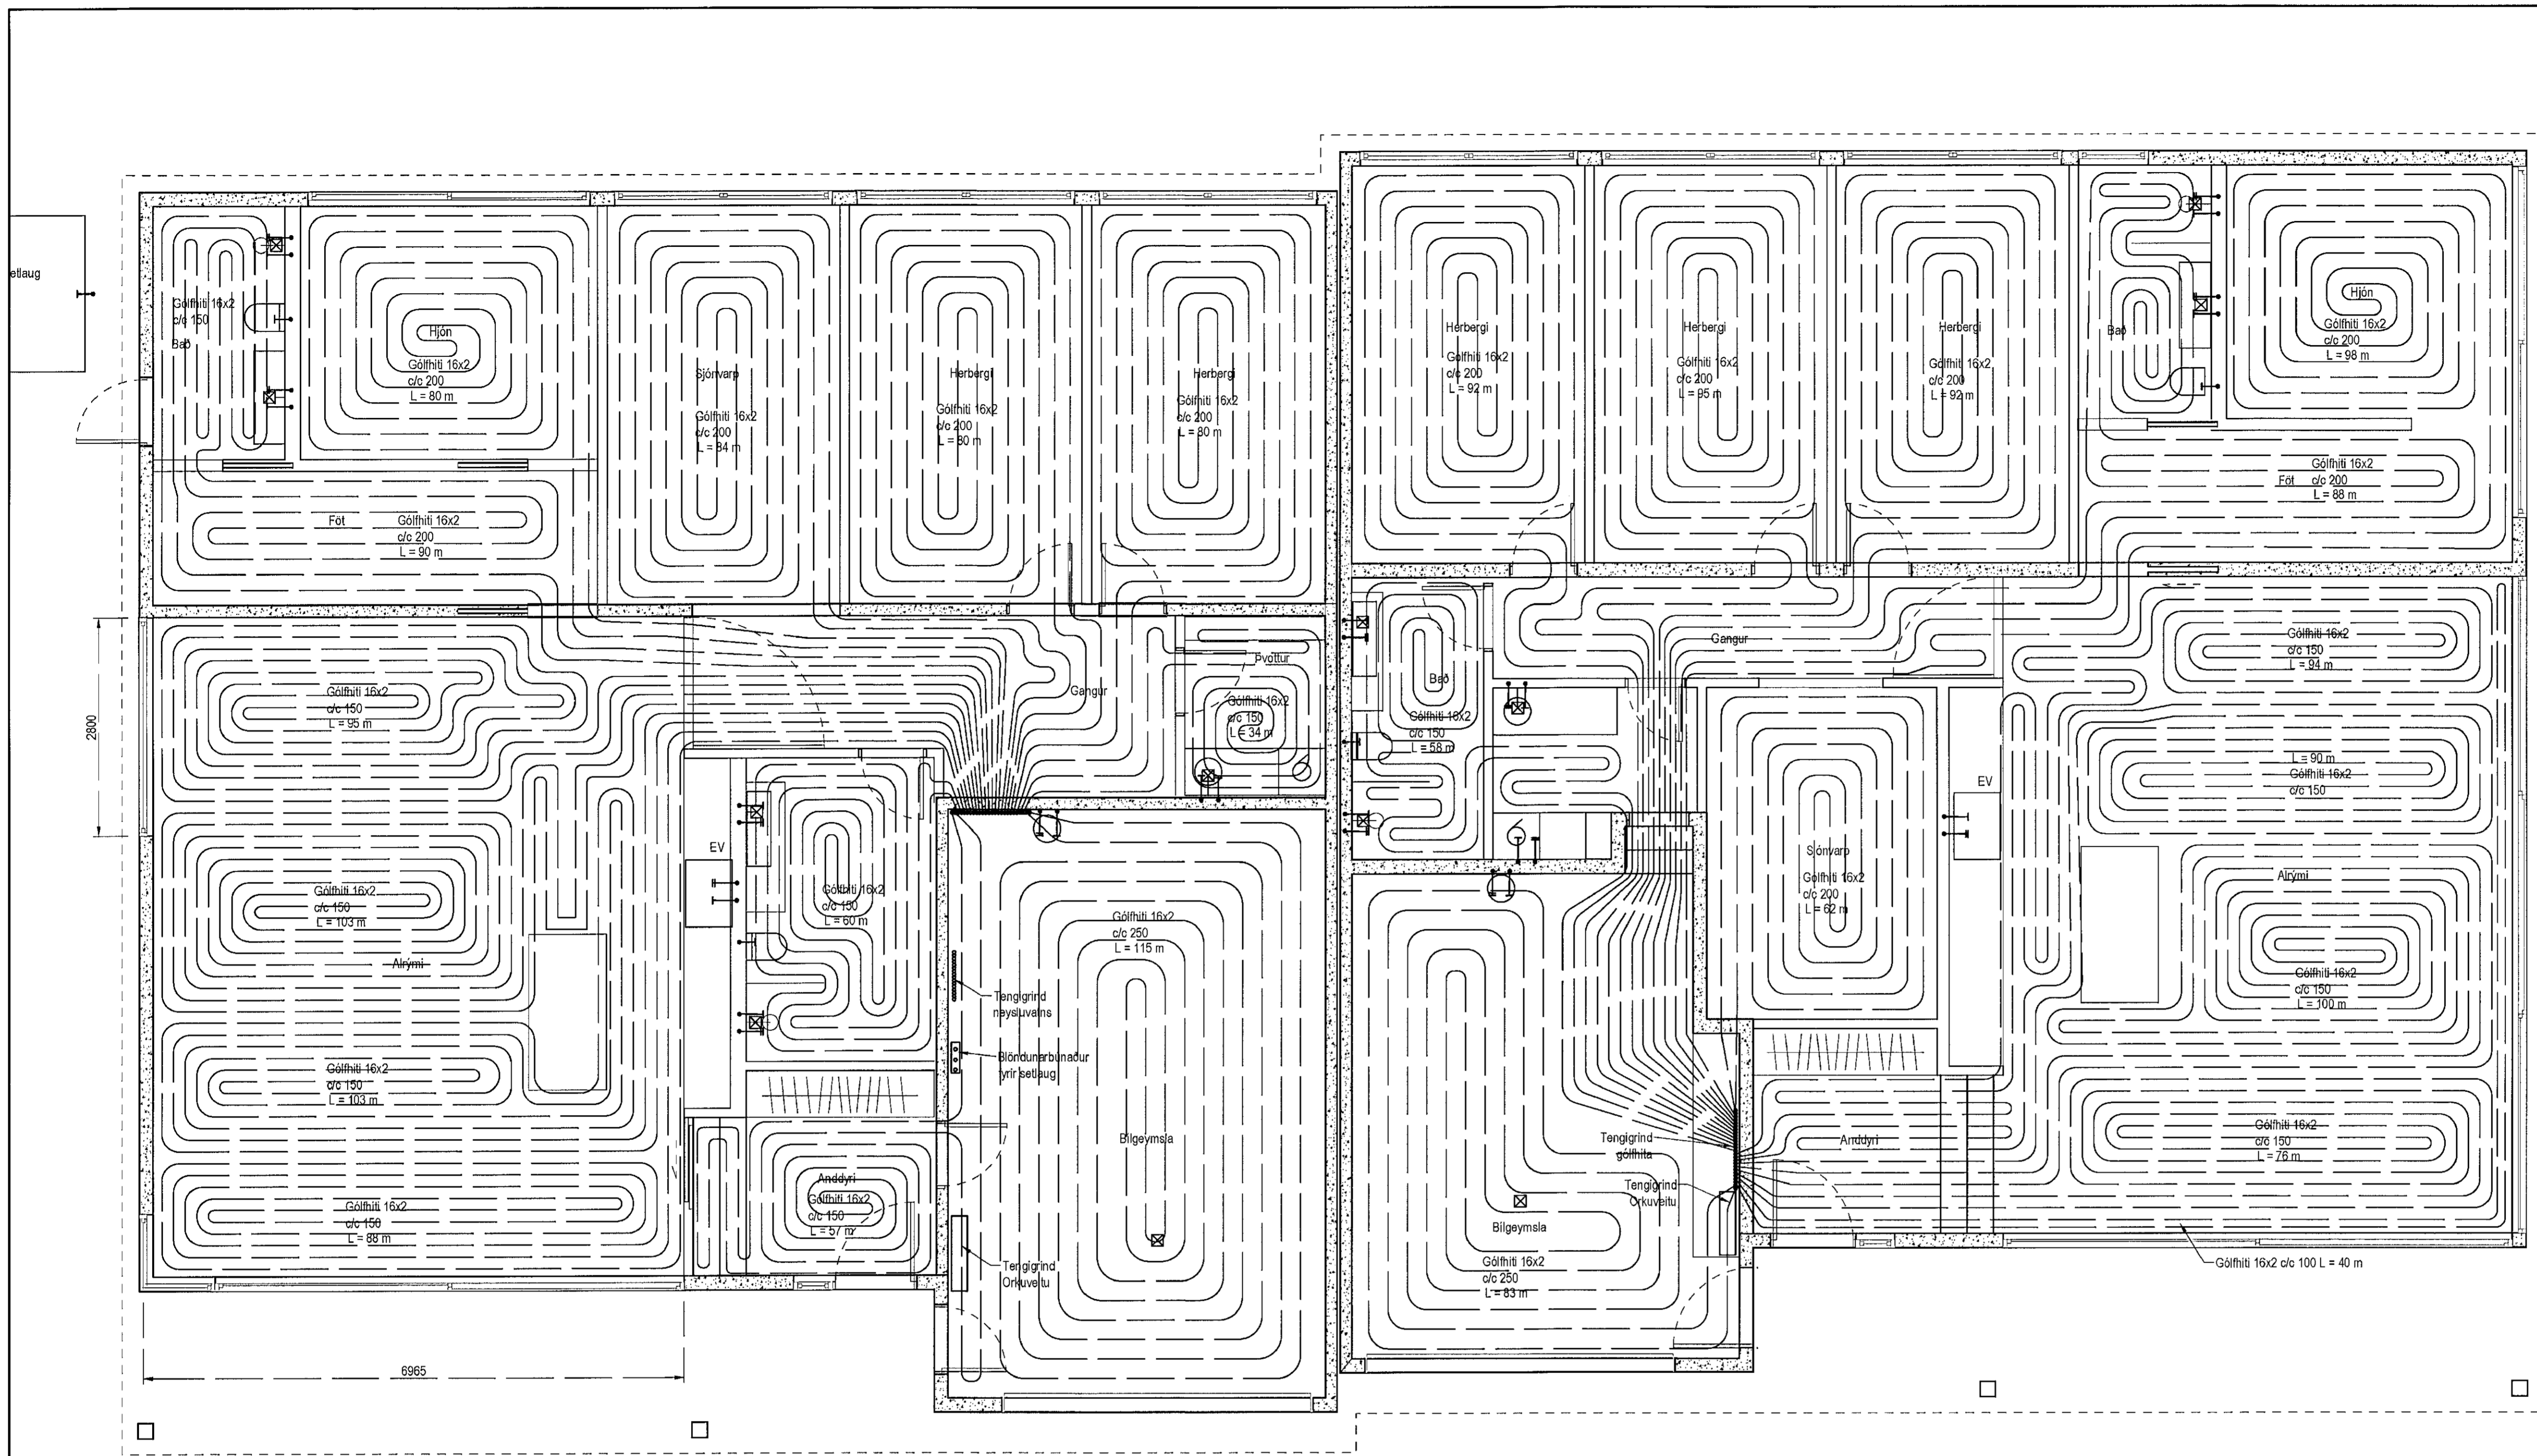 etlaug
Gólfhiti 16x2
c/c 150
Bað
Hjón
Gólfhiti 16x2
c/c 200
L = 80 m
Sjónvarp
Gólfhiti 16x2
c/c 200
L = 84 m
Herbergi
Gólfhiti 16x2
c/c 200
L = 80 m
Herbergi
Gólfhiti 16x2
c/c 200
L = 80 m
Föt
Gólfhiti 16x2
c/c 200
L = 90 m
Herbergi
Gólfhiti 16x2
c/c 200
L = 92 m
Herbergi
Gólfhiti 16x2
c/c 200
L = 95 m
Herbergi
Gólfhiti 16x2
c/c 200
L = 92 m
Bað
Hjón
Gólfhiti 16x2
c/c 200
L = 98 m
Föt
Gólfhiti 16x2
c/c 200
L = 88 m
2800
Gólfhiti 16x2
c/c 150
L = 95 m
Gangur
Þvottur
Gólfhiti 16x2
c/c 150
L = 34 m
Bað
Gólfhiti 16x2
c/c 150
L = 58 m
Gangur
Gólfhiti 16x2
c/c 150
L = 94 m
L = 90 m
Gólfhiti 16x2
c/c 150
EV
EV
Gólfhiti 16x2
c/c 150
L = 103 m
Alrými
Gólfhiti 16x2
c/c 150
L = 60 m
Gólfhiti 16x2
c/c 250
L = 115 m
Tengigrind
neysluvatns
Blöndunarbúnaður
fyrir setlaug
Sjónvarp
Gólfhiti 16x2
c/c 200
L = 62 m
Alrými
Gólfhiti 16x2
c/c 150
L = 100 m
Gólfhiti 16x2
c/c 150
L = 103 m
Bílgeymsla
Tengigrind
gólfhita
Tengigrind
Orkuveitu
Anddyri
Gólfhiti 16x2
c/c 150
L = 76 m
Gólfhiti 16x2
c/c 150
L = 88 m
Anddyri
Gólfhiti 16x2
c/c 150
L = 57 m
Tengigrind
Orkuveitu
Bílgeymsla
Gólfhiti 16x2
c/c 250
L = 83 m
Gólfhiti 16x2 c/c 100 L = 40 m
6965